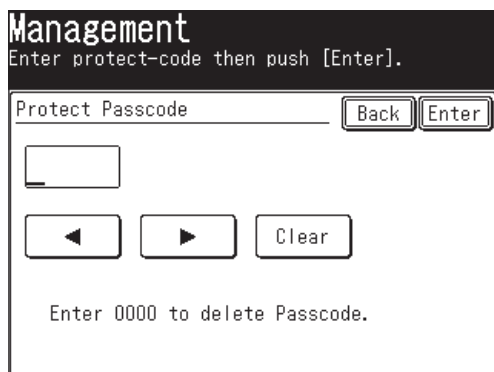 Management
Enter protect-code then push [Enter].
Protect Passcode
Back Enter
Clear
Enter 0000 to delete Passcode.